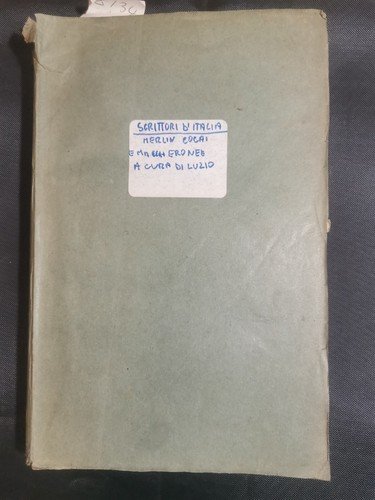 SCRITTORI D'ITALIA
MERLIN COCAI
E MACCHERONEE
A CURA DI LUZIO